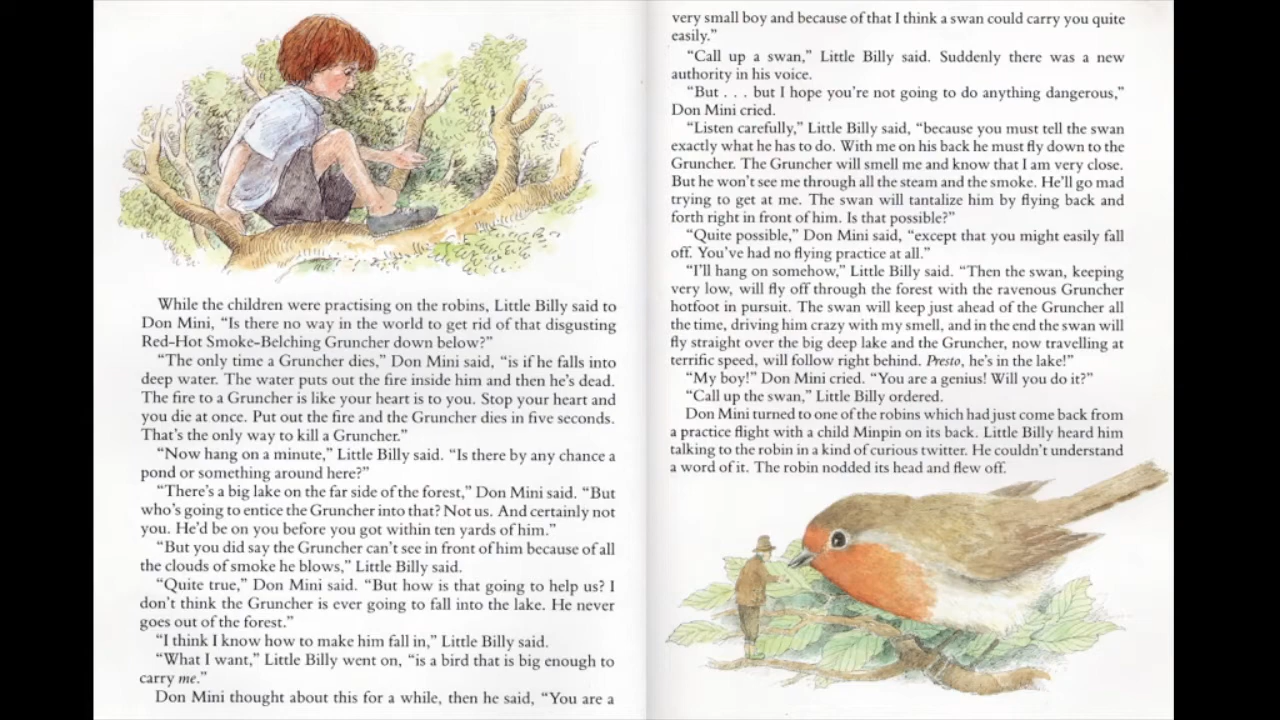 While the children were practising on the robins, Little Billy said to
Don Mini, “Is there no way in the world to get rid of that disgusting
Red-Hot Smoke-Belching Gruncher down below?”
“The only time a Gruncher dies,” Don Mini said, “is if he falls into
deep water. The water puts out the fire inside him and then he’s dead.
The fire to a Gruncher is like your heart is to you. Stop your heart and
you die at once. Put out the fire and the Gruncher dies in five seconds.
That’s the only way to kill a Gruncher.”
“Now hang on a minute,” Little Billy said. “Is there by any chance a
pond or something around here?”
“There’s a big lake on the far side of the forest,” Don Mini said. “But
who’s going to entice the Gruncher into that? Not us. And certainly not
you. He’d be on you before you got within ten yards of him.”
“But you did say the Gruncher can’t see in front of him because of all
the clouds of smoke he blows,” Little Billy said.
“Quite true,” Don Mini said. “But how is that going to help us? I
don’t think the Gruncher is ever going to fall into the lake. He never
goes out of the forest.”
“I think I know how to make him fall in,” Little Billy said.
“What I want,” Little Billy went on, “is a bird that is big enough to
carry me.”
Don Mini thought about this for a while, then he said, “You are a
very small boy and because of that I think a swan could carry you quite
easily.”
“Call up a swan,” Little Billy said. Suddenly there was a new
authority in his voice.
“But . . . but I hope you’re not going to do anything dangerous,”
Don Mini cried.
“Listen carefully,” Little Billy said, “because you must tell the swan
exactly what he has to do. With me on his back he must fly down to the
Gruncher. The Gruncher will smell me and know that I am very close.
But he won’t see me through all the steam and the smoke. He’ll go mad
trying to get at me. The swan will tantalize him by flying back and
forth right in front of him. Is that possible?”
“Quite possible,” Don Mini said, “except that you might easily fall
off. You’ve had no flying practice at all.”
“I’ll hang on somehow,” Little Billy said. “Then the swan, keeping
very low, will fly off through the forest with the ravenous Gruncher
hotfoot in pursuit. The swan will keep just ahead of the Gruncher all
the time, driving him crazy with my smell, and in the end the swan will
fly straight over the big deep lake and the Gruncher, now travelling at
terrific speed, will follow right behind. Presto, he’s in the lake!”
“My boy!” Don Mini cried. “You are a genius! Will you do it?”
“Call up the swan,” Little Billy ordered.
Don Mini turned to one of the robins which had just come back from
a practice flight with a child Minpin on its back. Little Billy heard him
talking to the robin in a kind of curious twitter. He couldn’t understand
a word of it. The robin nodded its head and flew off.